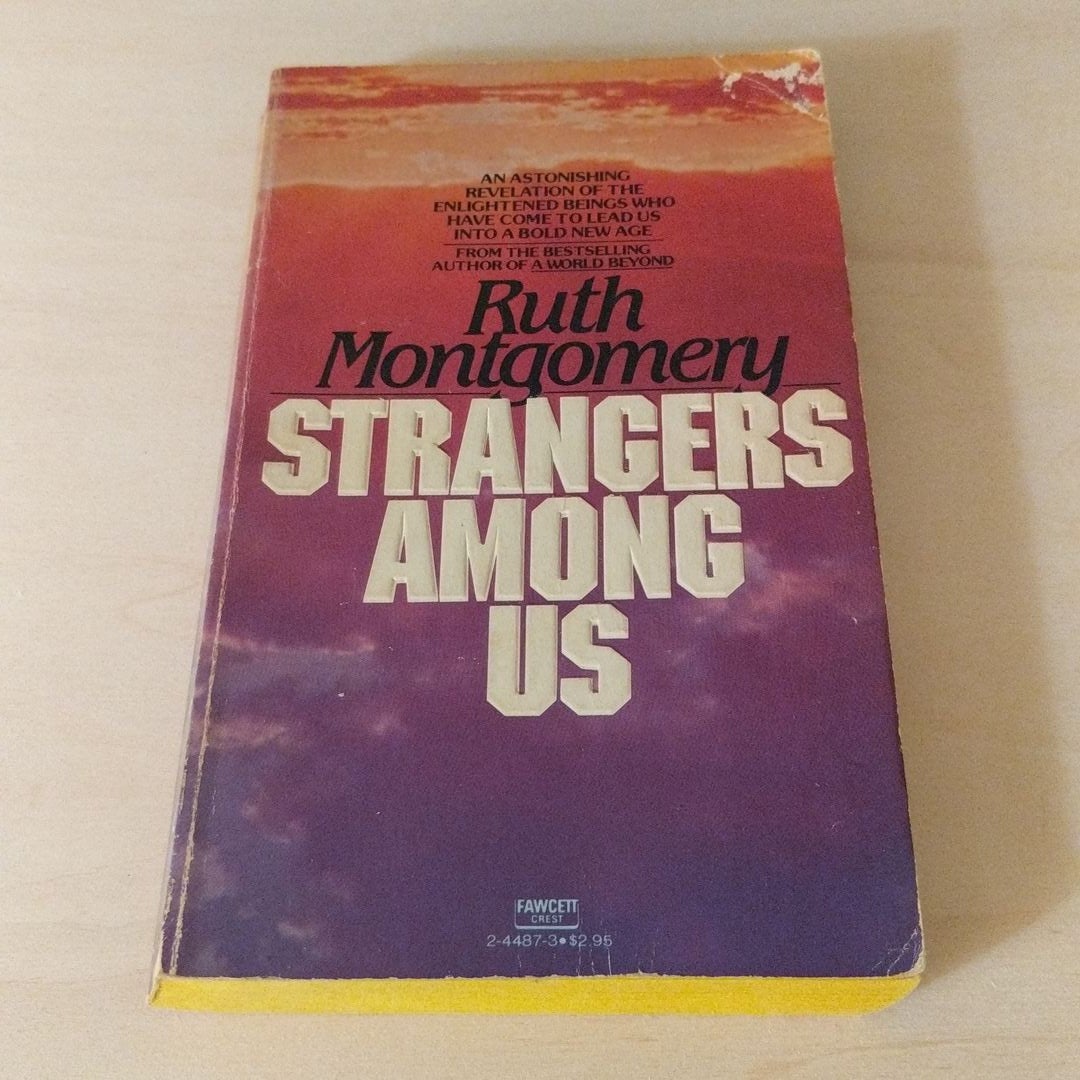 AN ASTONISHING
REVELATION OF THE
ENLIGHTENED BEINGS WHO
HAVE COME TO LEAD US
INTO A BOLD NEW AGE
FROM THE BESTSELLING
AUTHOR OF A WORLD BEYOND
Ruth
Montgomery
STRANGERS
AMONG
US
FAWCETT
CREST
2-4487-3•$2.95